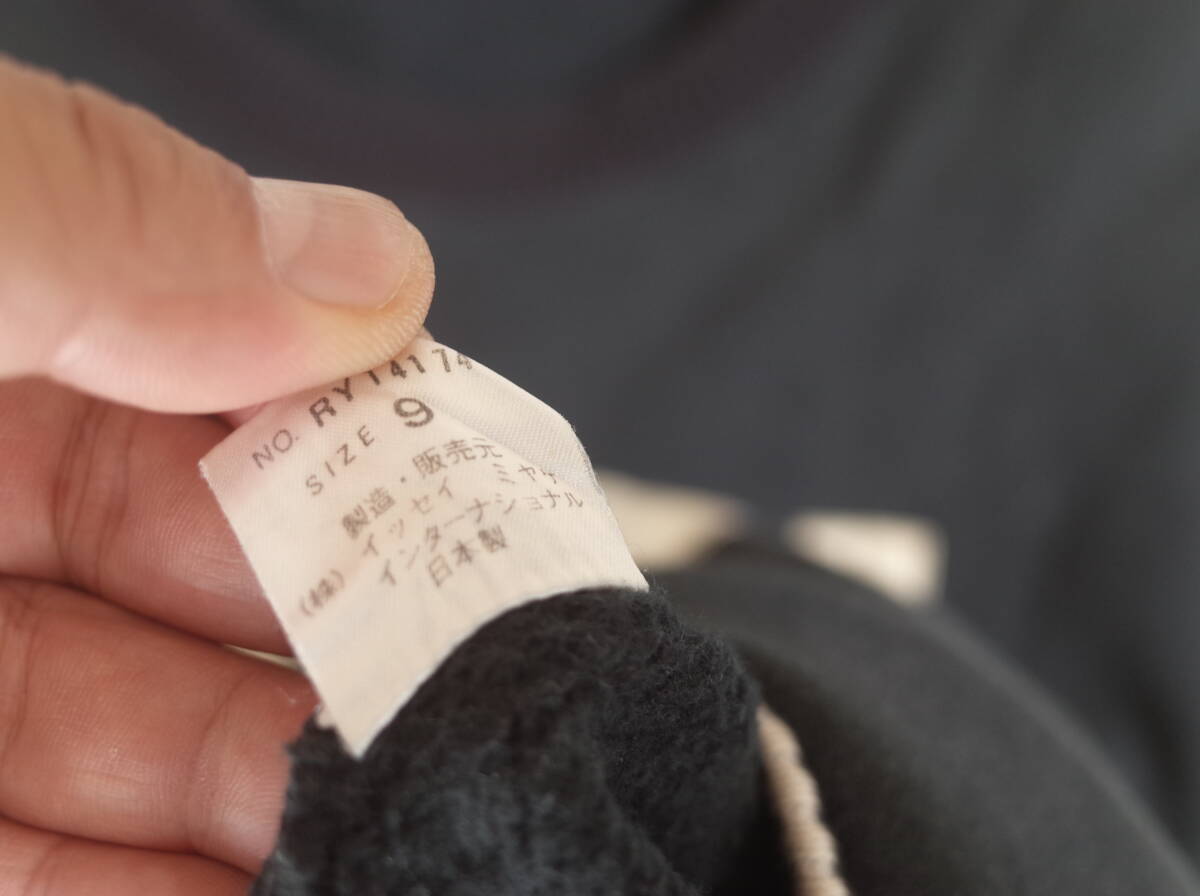 NO. RY14174
SIZE 9
製造・販売元
イッセイ ミヤケ
(株) インターナショナル
日本製